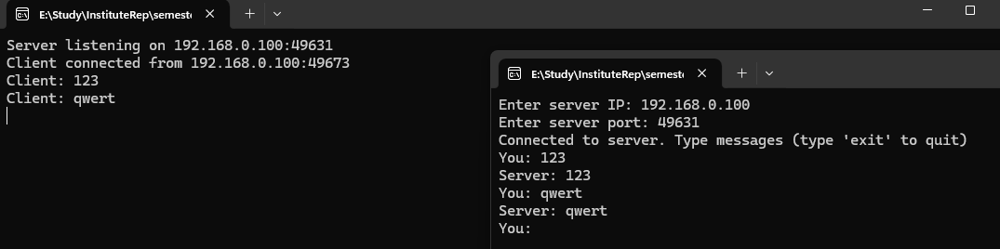 E:\Study\InstituteRep\semeste
Server listening on 192.168.0.100:49631
Client connected from 192.168.0.100:49673
Client: 123
Client: qwert
E:\Study\InstituteRep\semeste
Enter server IP: 192.168.0.100
Enter server port: 49631
Connected to server. Type messages (type 'exit' to quit)
You: 123
Server: 123
You: qwert
Server: qwert
You: